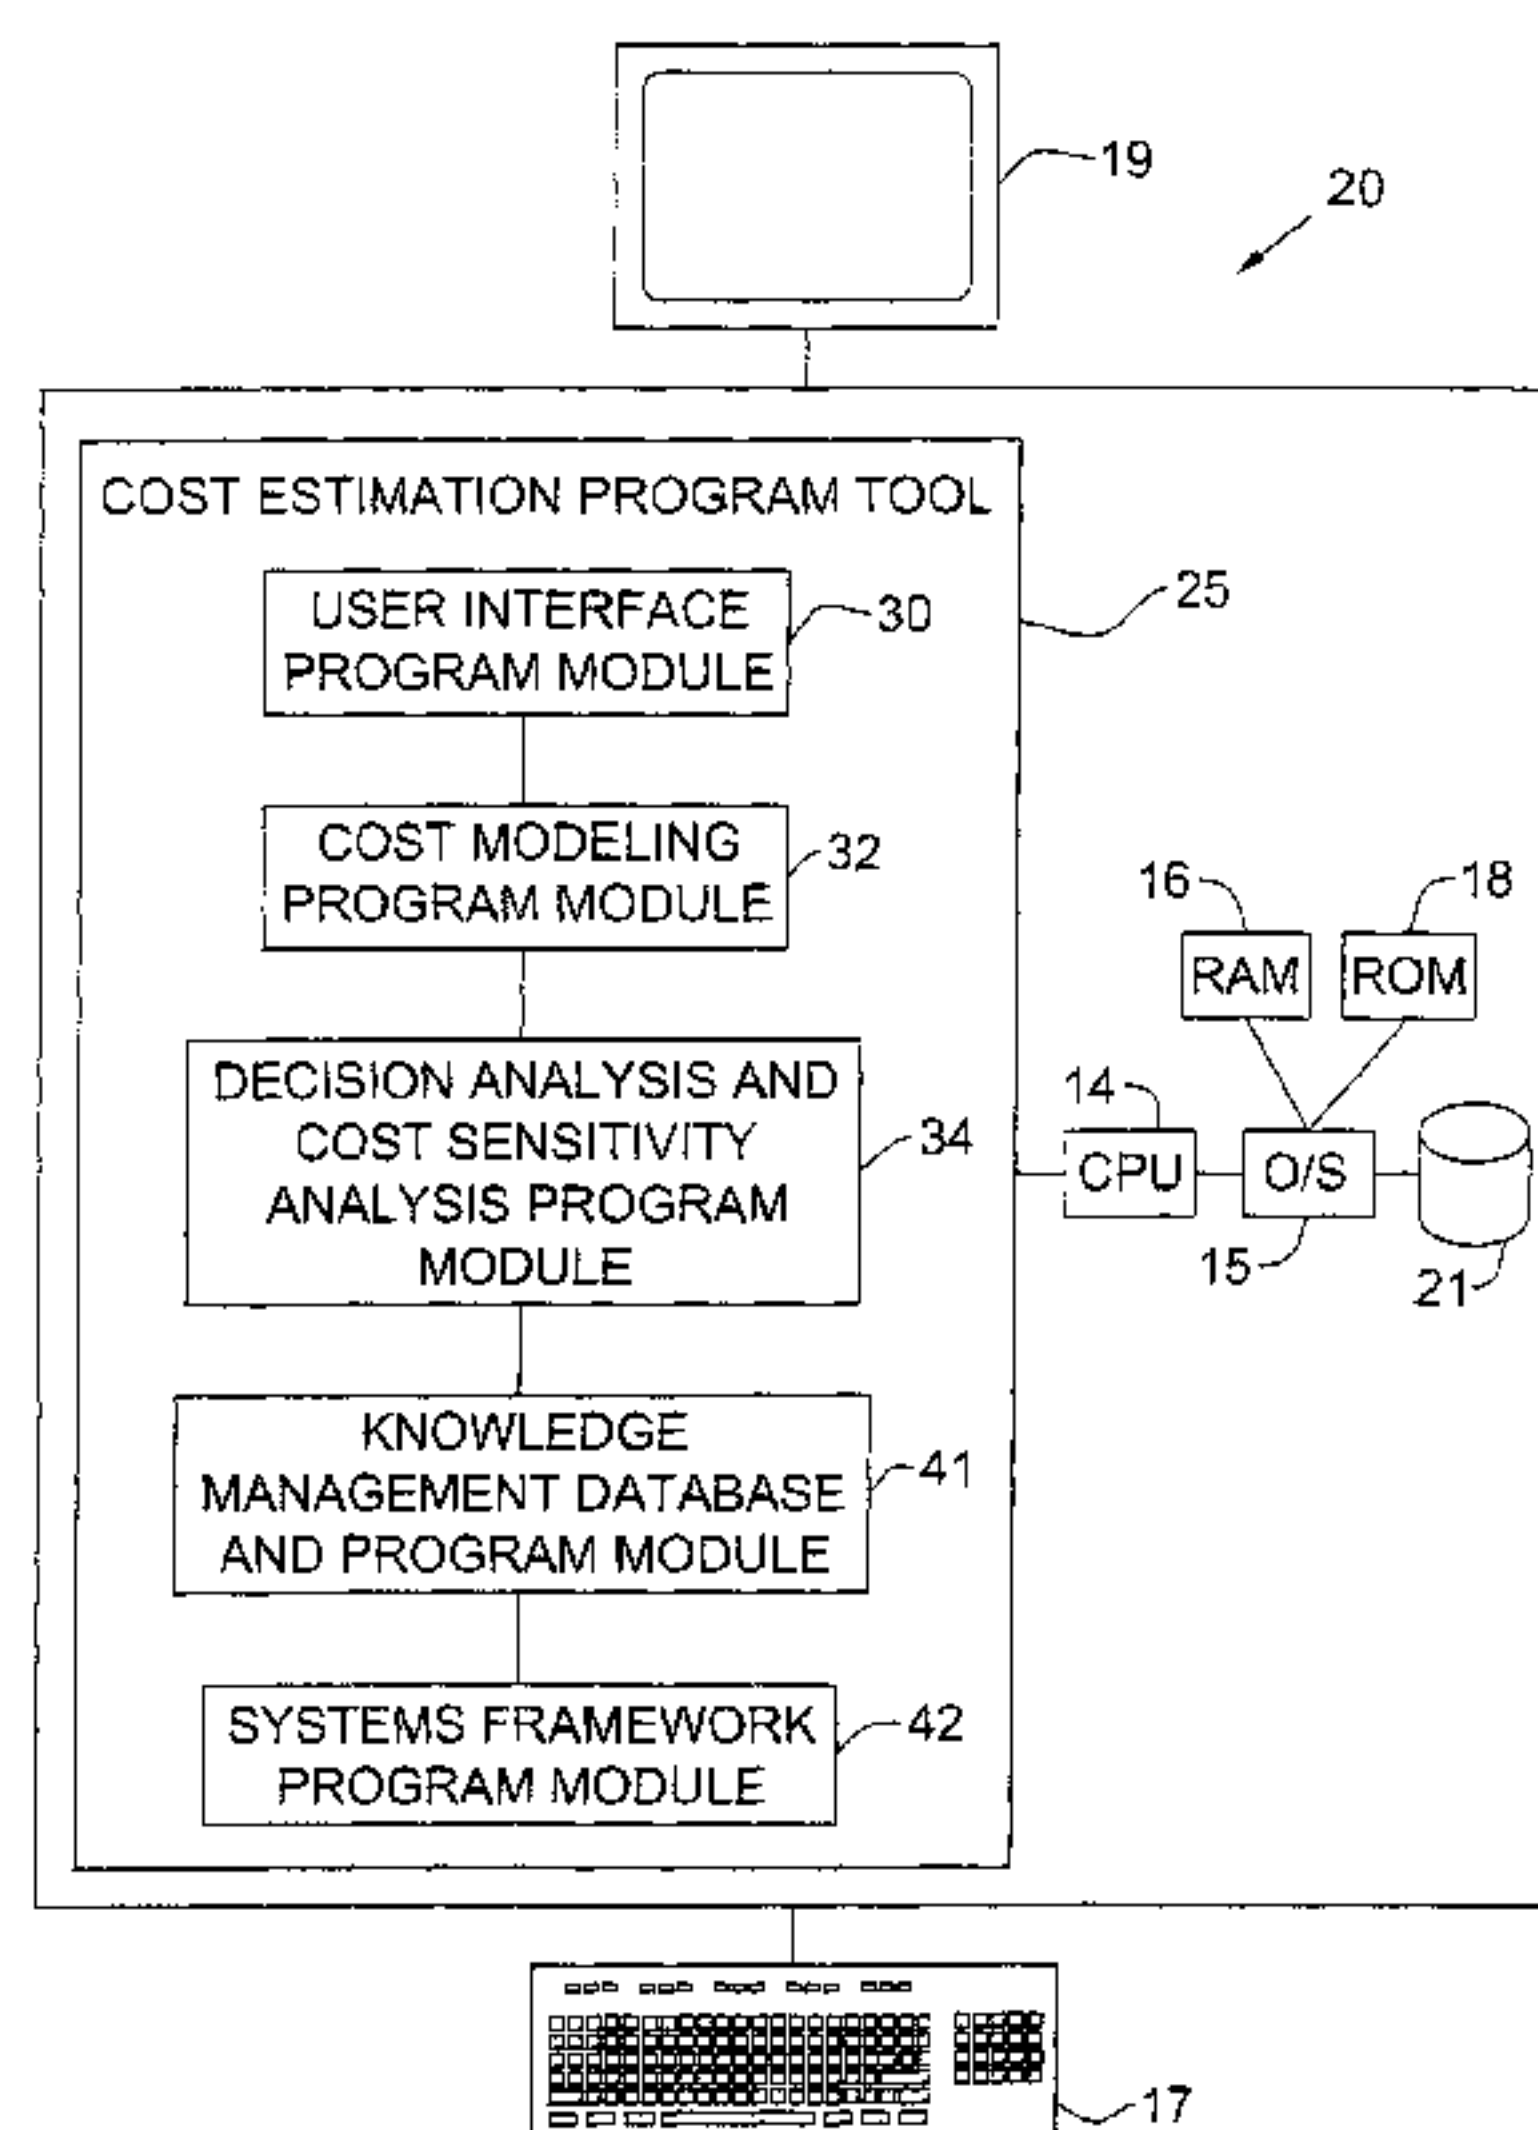 19
20
COST ESTIMATION PROGRAM TOOL
25
USER INTERFACE
PROGRAM MODULE
30
COST MODELING
PROGRAM MODULE
32
16
18
RAM
ROM
DECISION ANALYSIS AND
COST SENSITIVITY
ANALYSIS PROGRAM
MODULE
34
14
CPU
O/S
15
21
KNOWLEDGE
MANAGEMENT DATABASE
AND PROGRAM MODULE
41
SYSTEMS FRAMEWORK
PROGRAM MODULE
42
17